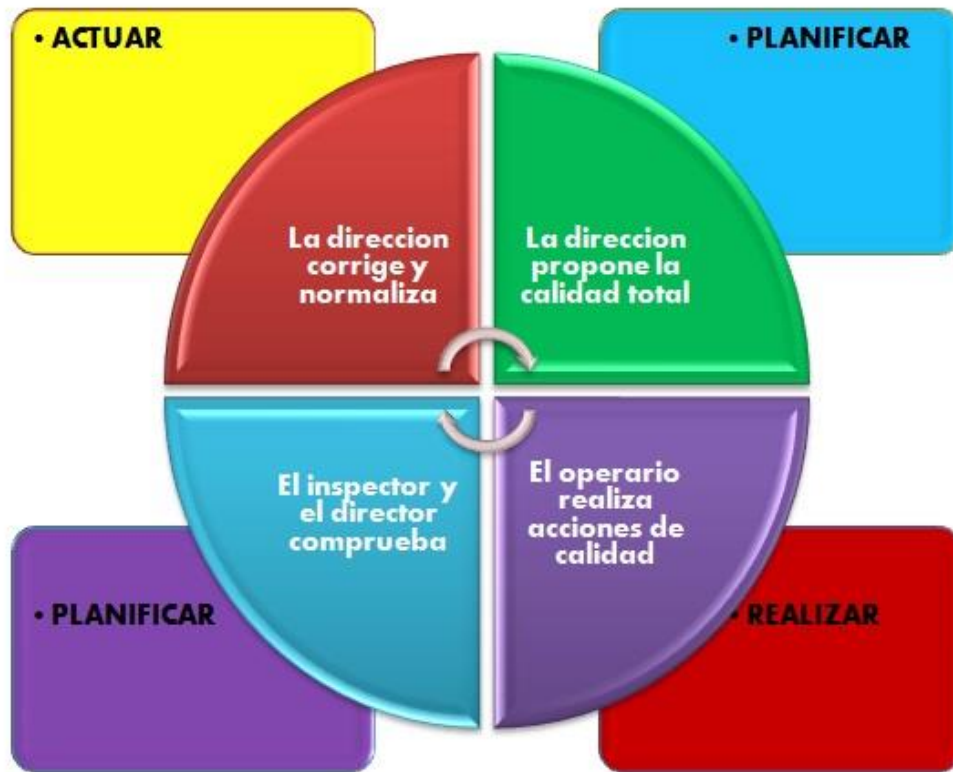 • ACTUAR
• PLANIFICAR
La direccion
corrige y
normaliza
La direccion
propone la
calidad total
El inspector y
el director
comprueba
El operario
realiza
acciones de
calidad
• PLANIFICAR
• REALIZAR